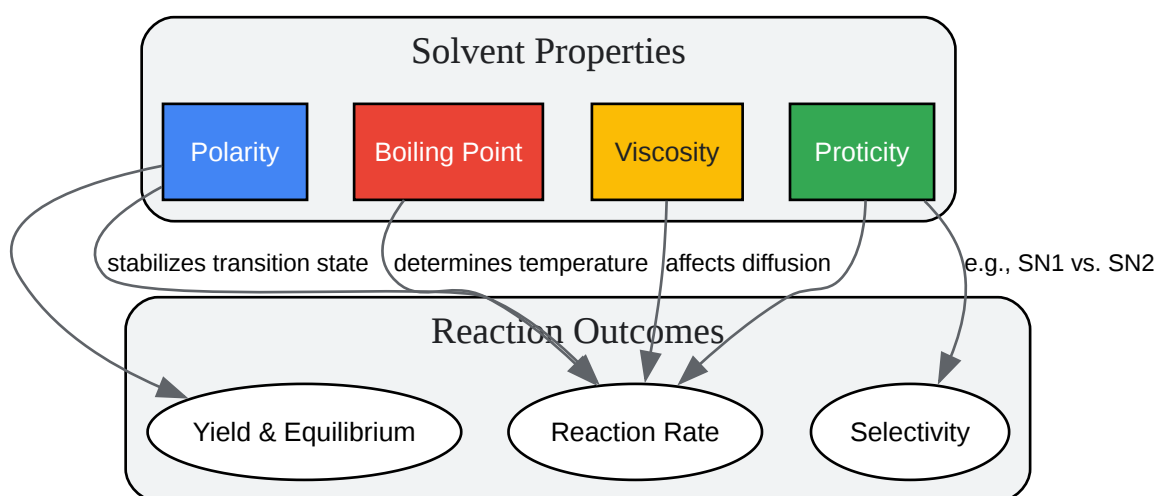 Solvent Properties
Polarity
Boiling Point
Viscosity
Proticity
stabilizes transition state
determines temperature
affects diffusion
e.g., SN1 vs. SN2
Reaction Outcomes
Yield & Equilibrium
Reaction Rate
Selectivity